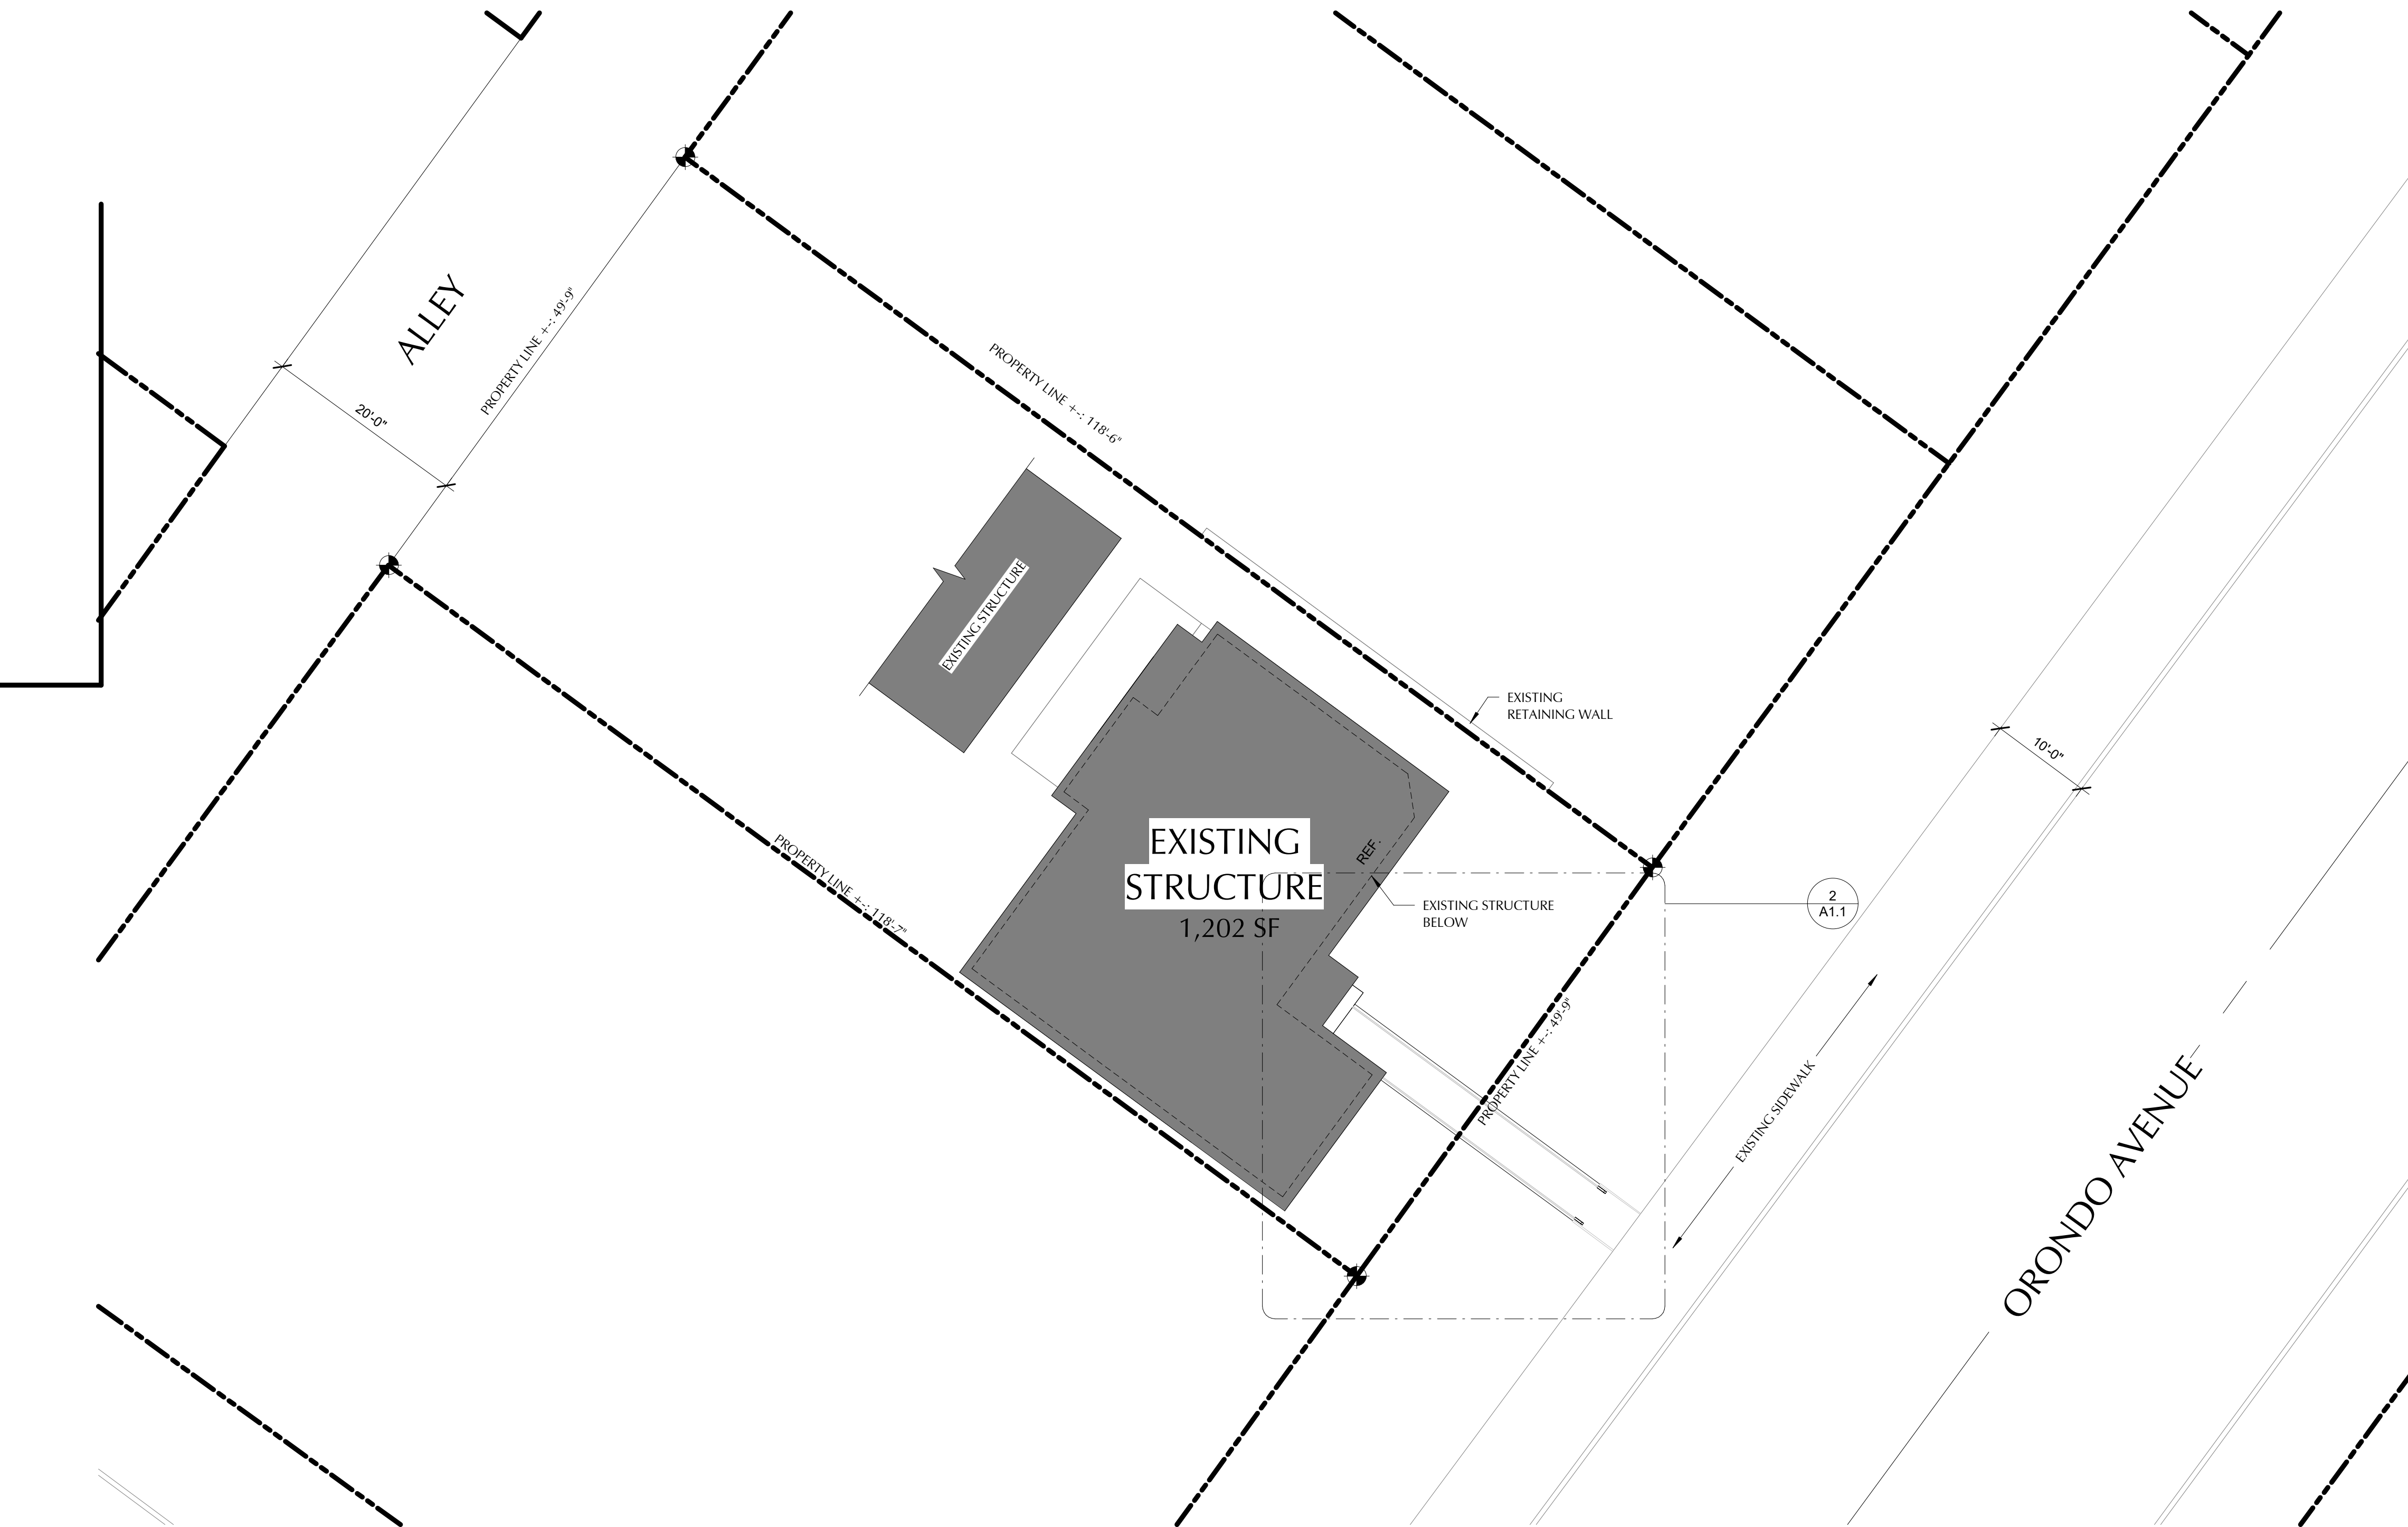 ALLEY
PROPERTY LINE +-: 49'-9"
20'-0"
PROPERTY LINE +-: 118'-6"
EXISTING STRUCTURE
EXISTING
RETAINING WALL
10'-0"
PROPERTY LINE +-: 118'-7"
EXISTING
STRUCTURE
1,202 SF
REF.
EXISTING STRUCTURE
BELOW
2
A1.1
PROPERTY LINE +-: 49'-9"
EXISTING SIDEWALK
ORONDO AVENUE